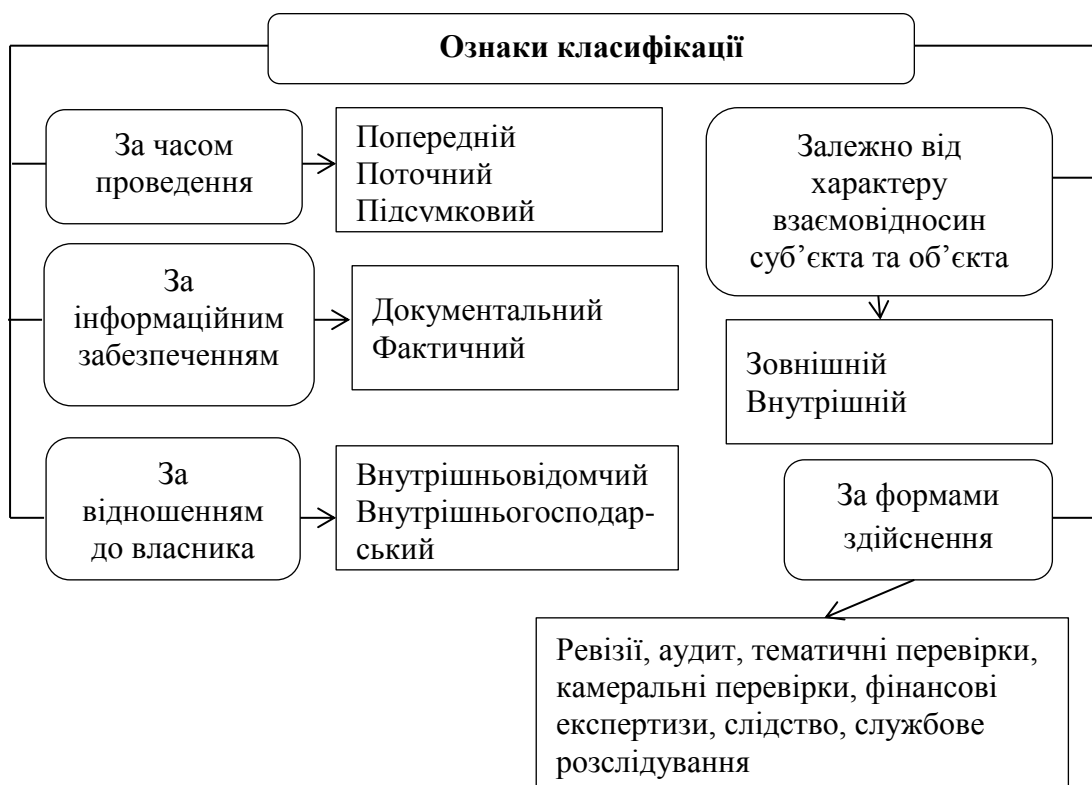 Ознаки класифікації
За часом
проведення
Попередній
Поточний
Підсумковий
За
інформаційним
забезпеченням
Документальний
Фактичний
За
відношенням
до власника
Внутрішньовідомчий
Внутрішньогосподар-
ський
Залежно від
характеру
взаємовідносин
суб’єкта та об’єкта
Зовнішній
Внутрішній
За формами
здійснення
Ревізії, аудит, тематичні перевірки,
камеральні перевірки, фінансові
експертизи, слідство, службове
розслідування